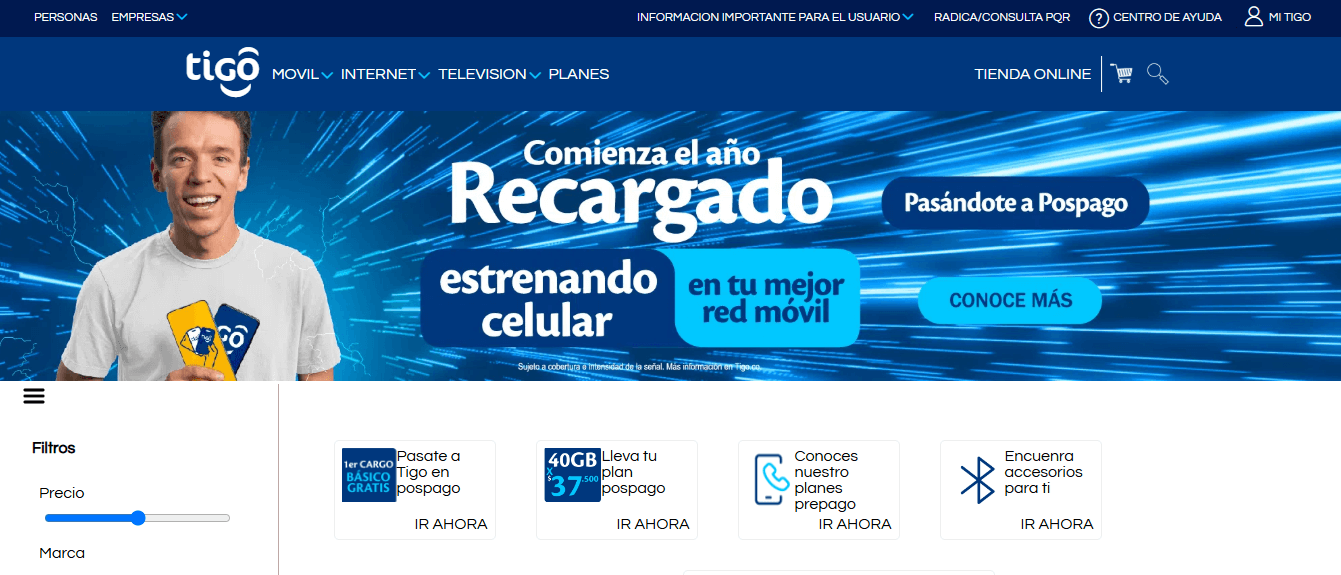 PERSONAS EMPRESAS INFORMACION IMPORTANTE PARA EL USUARIO RADICA/CONSULTA PQR ? CENTRO DE AYUDA MI TIGO
tigo MOVIL INTERNET TELEVISION PLANES TIENDA ONLINE
Comienza el año
Recargado
Pasándote a Pospago
estrenando
celular
en tu mejor
red móvil
CONOCE MÁS
Sujeto a cobertura e intensidad de la señal. Más información en Tigo.co
Filtros
Precio
Marca
1er CARGO
BÁSICO
GRATIS
Pasate a
Tigo en
pospago
IR AHORA
40GB
X
$37.500
Lleva tu
plan
pospago
IR AHORA
Conoces
nuestro
planes
prepago
IR AHORA
Encuenra
accesorios
para ti
IR AHORA